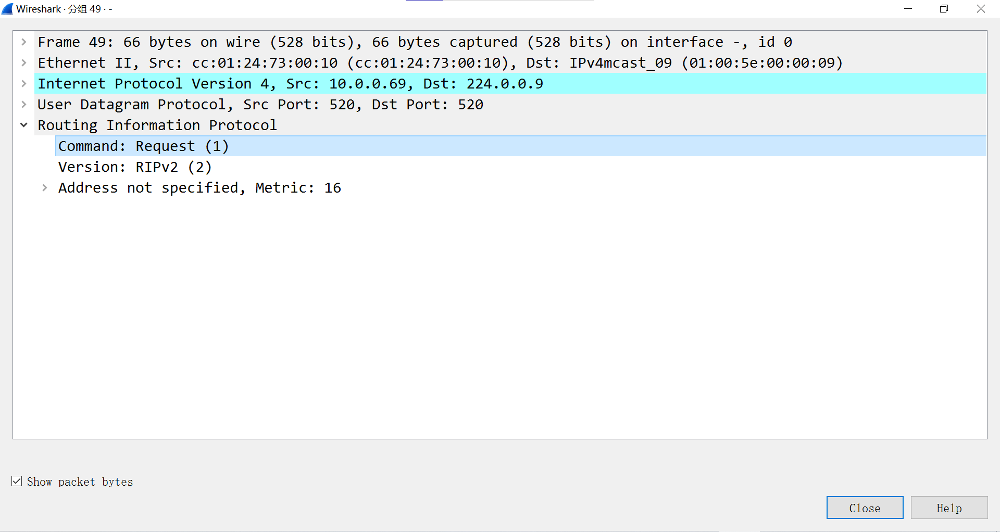 Wireshark · 分组 49 · -
Frame 49: 66 bytes on wire (528 bits), 66 bytes captured (528 bits) on interface -, id 0
Ethernet II, Src: cc:01:24:73:00:10 (cc:01:24:73:00:10), Dst: IPv4mcast_09 (01:00:5e:00:00:09)
Internet Protocol Version 4, Src: 10.0.0.69, Dst: 224.0.0.9
User Datagram Protocol, Src Port: 520, Dst Port: 520
Routing Information Protocol
Command: Request (1)
Version: RIPv2 (2)
Address not specified, Metric: 16
Show packet bytes
Close
Help